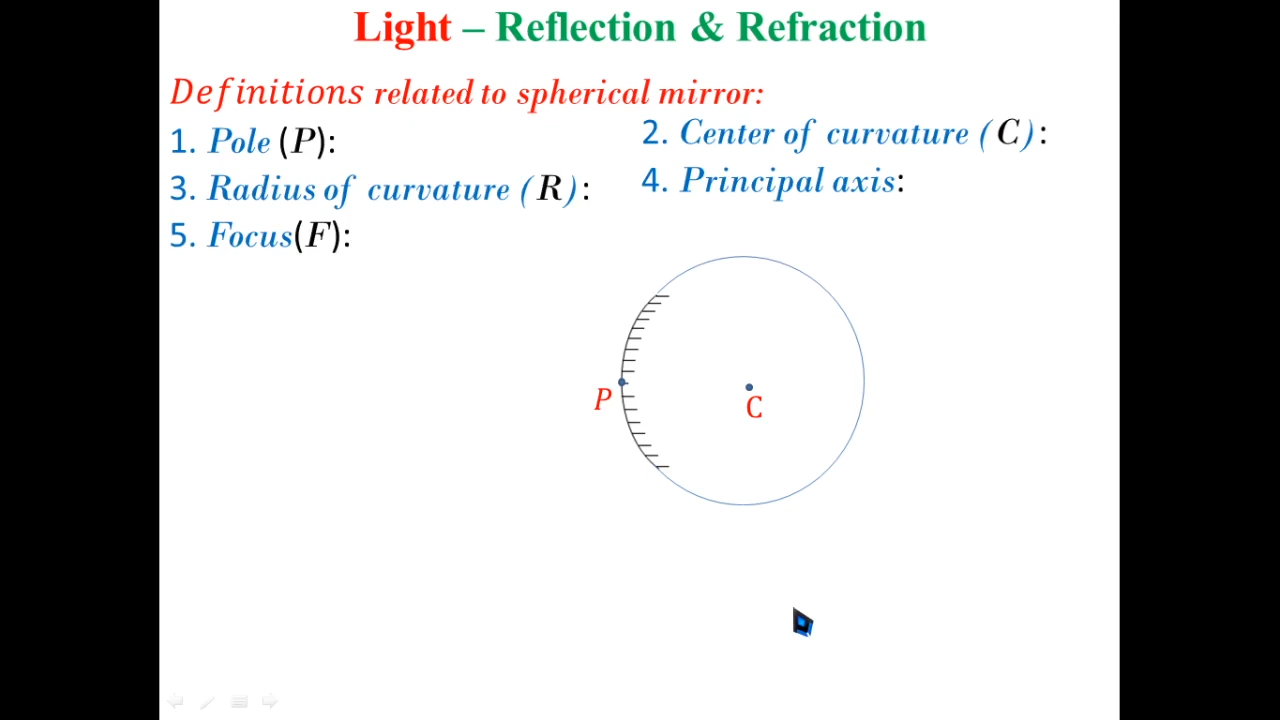 Light – Reflection & Refraction
Definitions related to spherical mirror:
1. Pole (P):
2. Center of curvature (C):
3. Radius of curvature (R):
4. Principal axis:
5. Focus(F):
P
C